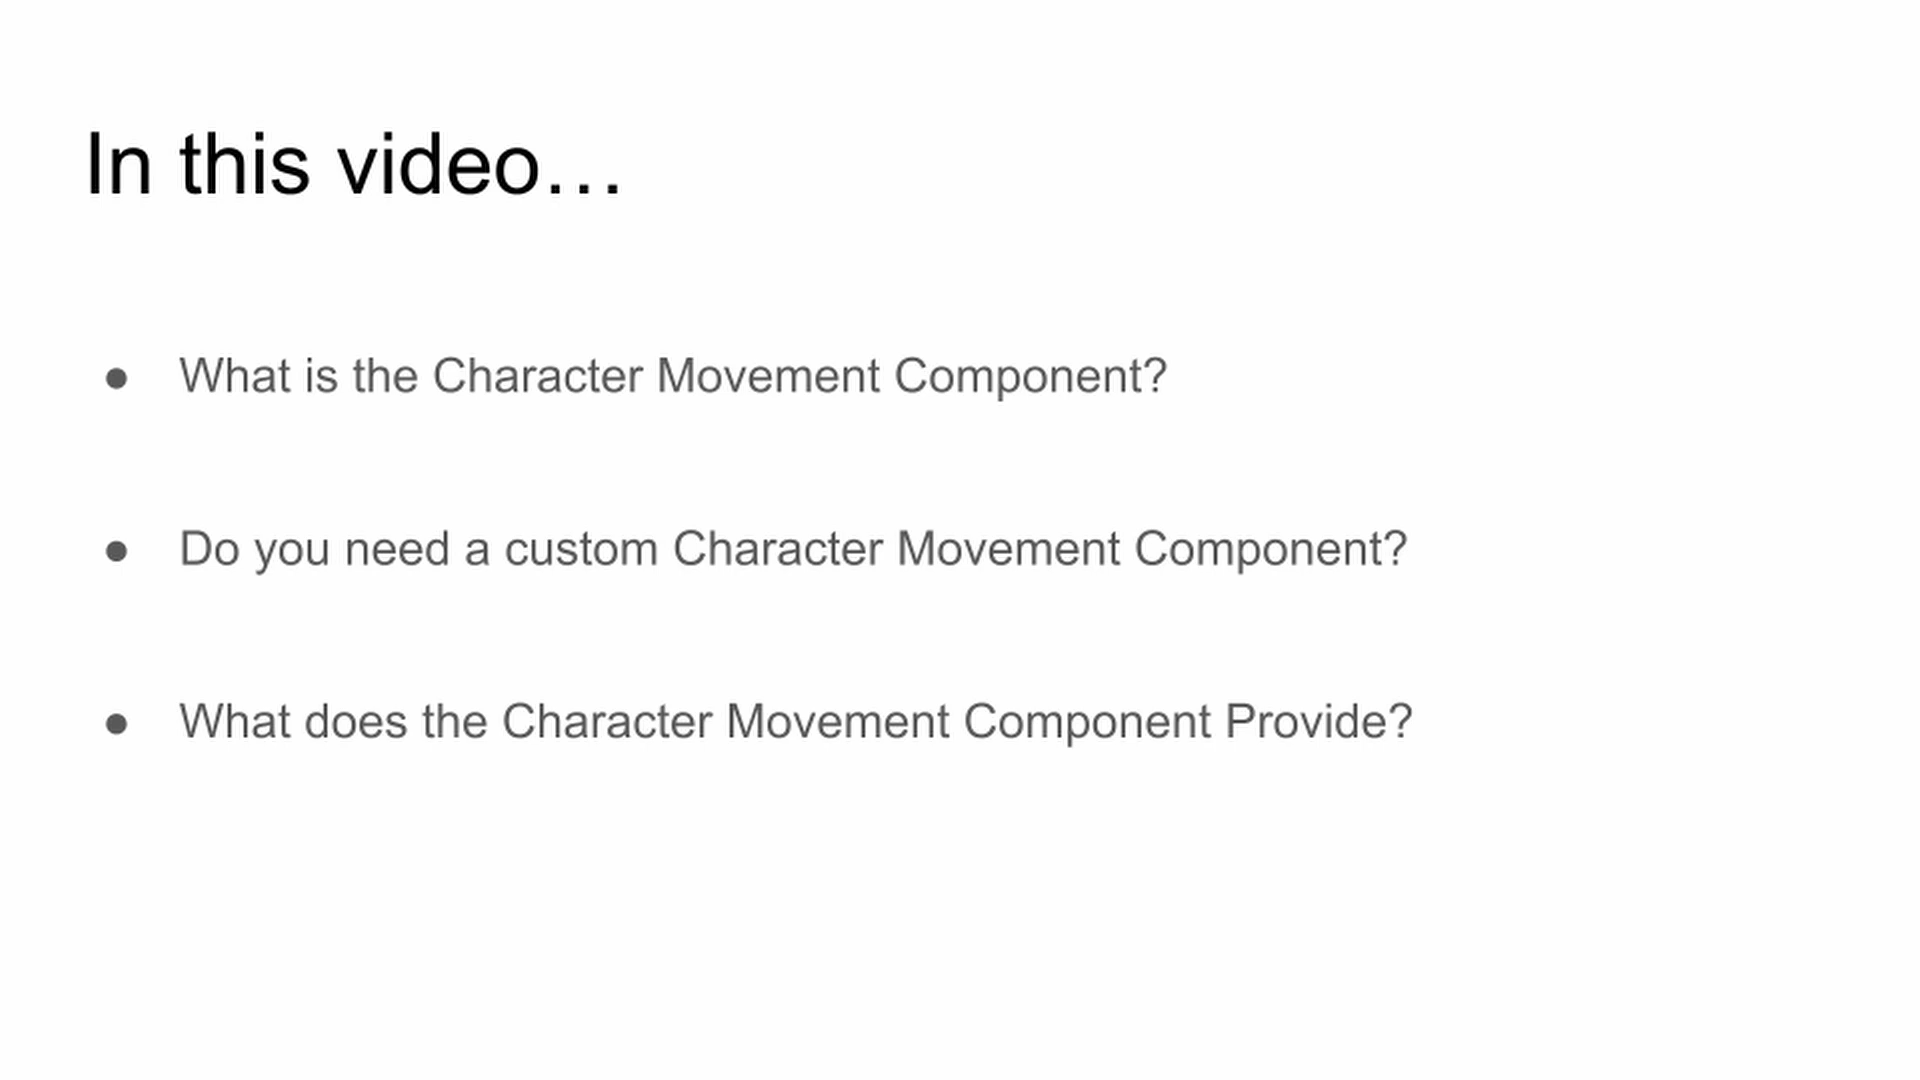 In this video…
● What is the Character Movement Component?
● Do you need a custom Character Movement Component?
● What does the Character Movement Component Provide?